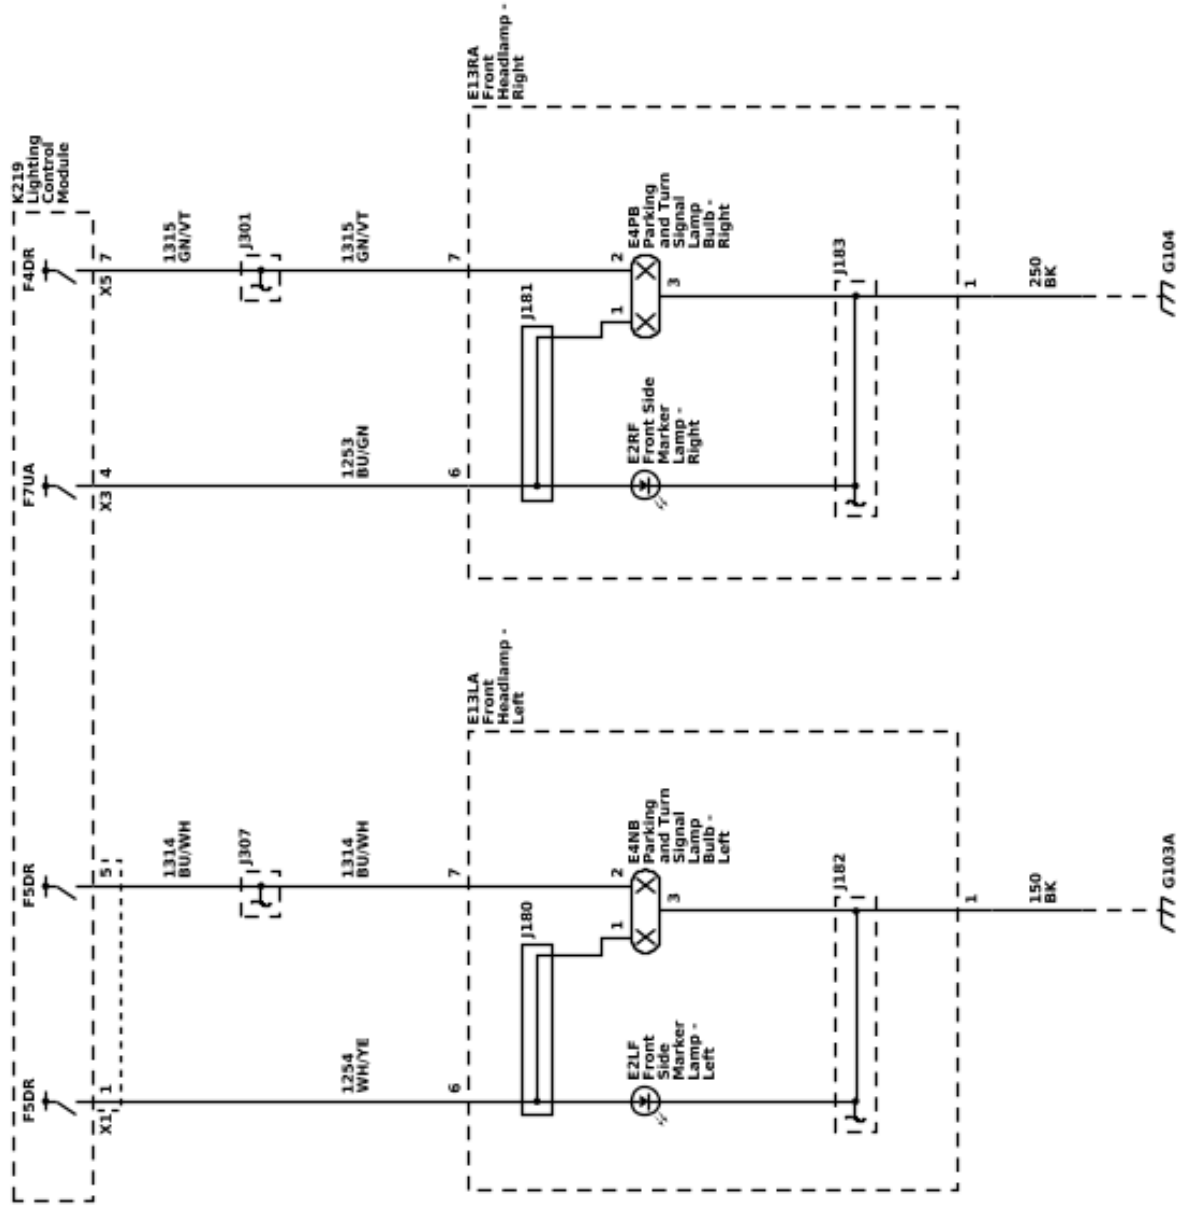 K219
Lighting
Control
Module
F5DR
F5DR
F7UA
F4DR
X1
1
5
X3
4
X5
7
1314
BU/WH
1315
GN/VT
J307
J301
1254
WH/YE
1314
BU/WH
1253
BU/GN
1315
GN/VT
6
7
6
7
E13LA
Front
Headlamp -
Left
E13RA
Front
Headlamp -
Right
J180
J181
1
2
1
2
E2LF
Front
Side
Marker
Lamp -
Left
E4NB
Parking
and Turn
Signal
Lamp
Bulb -
Left
E2RF
Front Side
Marker
Lamp -
Right
E4PB
Parking
and Turn
Signal
Lamp
Bulb -
Right
3
3
J182
J183
1
1
150
BK
250
BK
G103A
G104